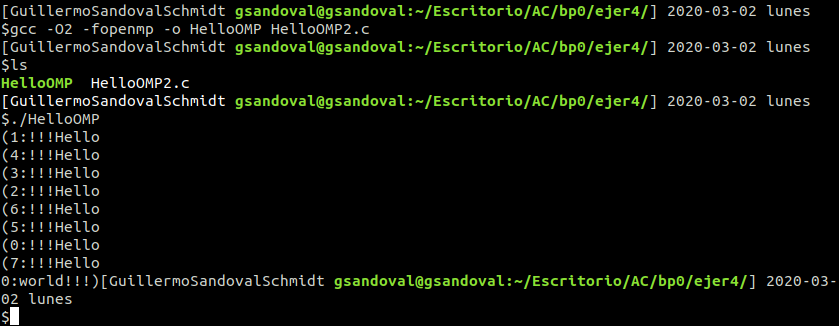 [GuillermoSandovalSchmidt gsandoval@gsandoval:~/Escritorio/AC/bp0/ejer4/] 2020-03-02 lunes
$gcc -O2 -fopenmp -o HelloOMP HelloOMP2.c
[GuillermoSandovalSchmidt gsandoval@gsandoval:~/Escritorio/AC/bp0/ejer4/] 2020-03-02 lunes
$ls
HelloOMP  HelloOMP2.c
[GuillermoSandovalSchmidt gsandoval@gsandoval:~/Escritorio/AC/bp0/ejer4/] 2020-03-02 lunes
$./HelloOMP
(1:!!!Hello
(4:!!!Hello
(3:!!!Hello
(2:!!!Hello
(6:!!!Hello
(5:!!!Hello
(0:!!!Hello
(7:!!!Hello
0:world!!!)[GuillermoSandovalSchmidt gsandoval@gsandoval:~/Escritorio/AC/bp0/ejer4/] 2020-03-
02 lunes
$